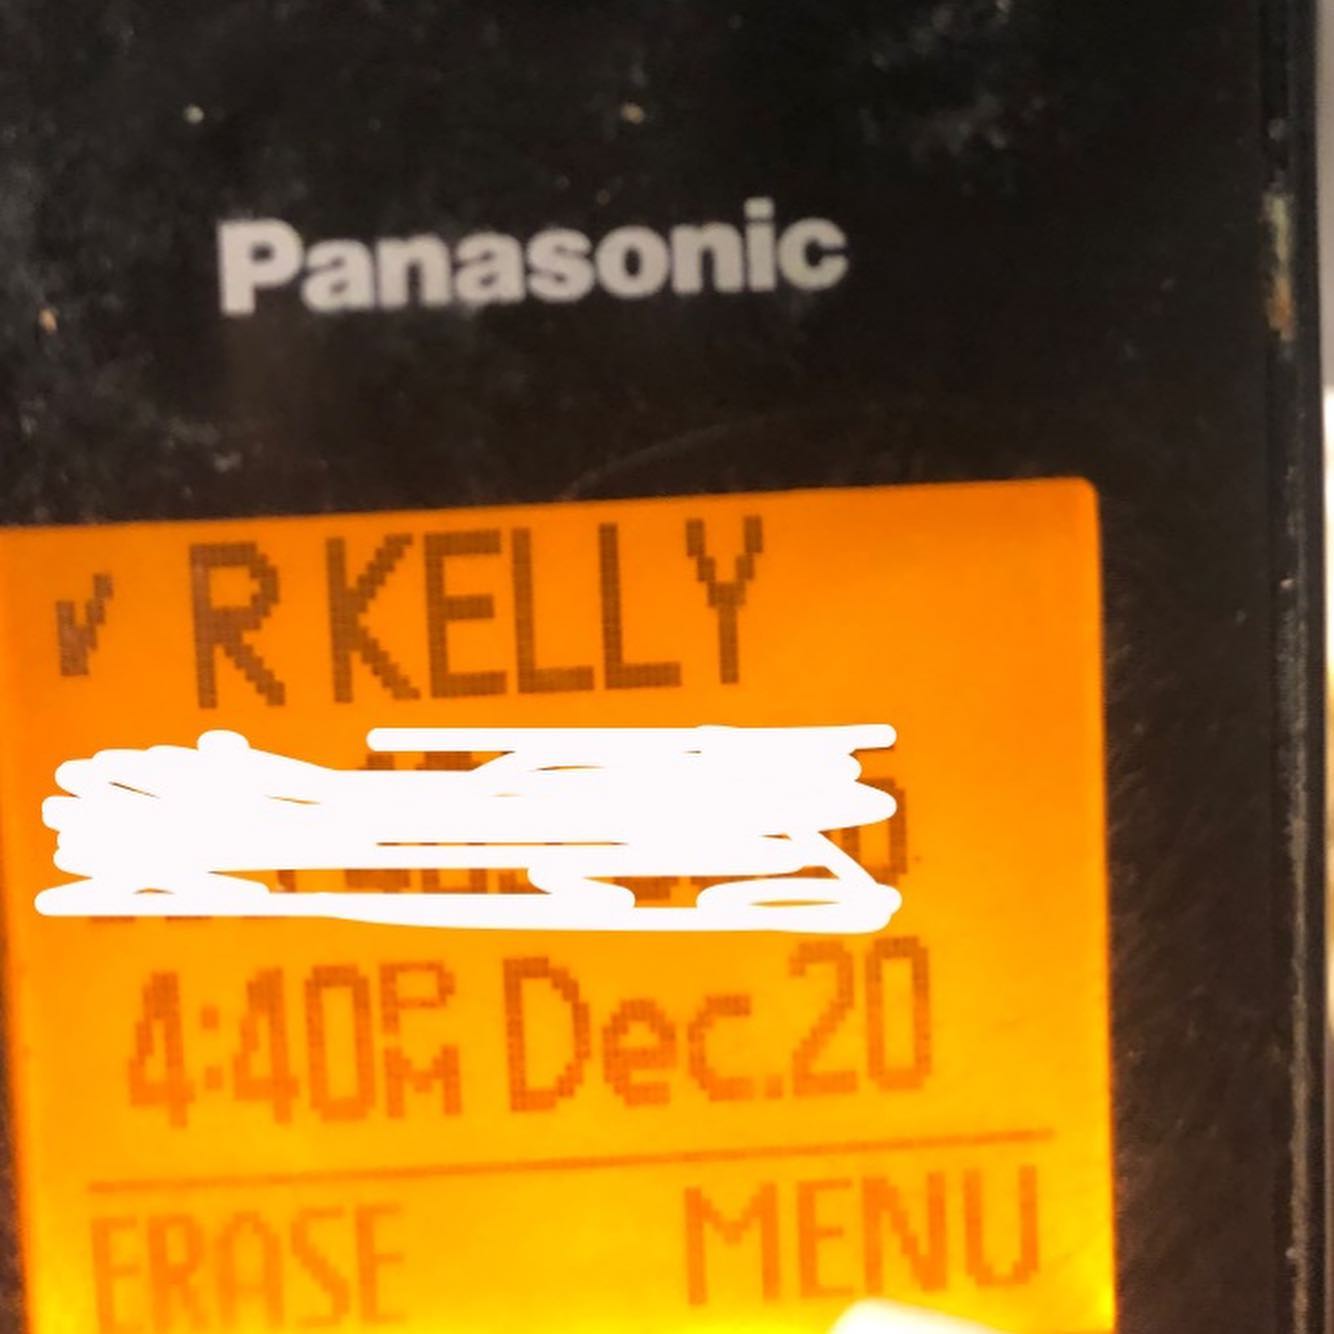 Panasonic
✓ R KELLY
4:40PM Dec.20
ERASE MENU